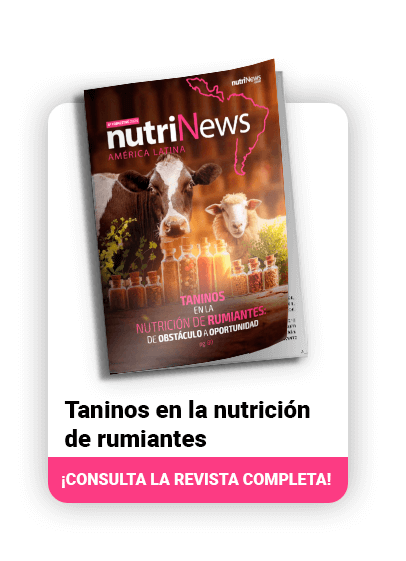 nutriNews
nutriNews
AMÉRICA LATINA
TANINOS
EN LA
NUTRICIÓN DE RUMIANTES:
DE OBSTÁCULO A OPORTUNIDAD
Taninos en la nutrición
de rumiantes
¡CONSULTA LA REVISTA COMPLETA!